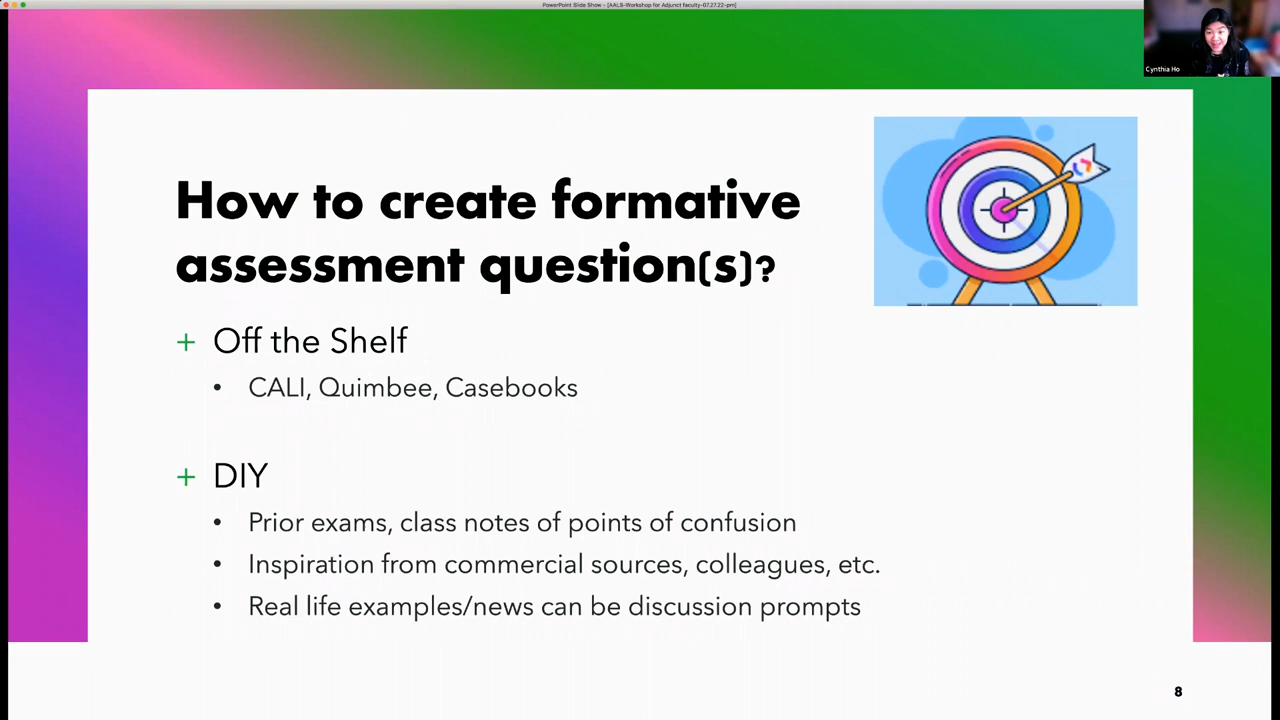 PowerPoint Slide Show - [AALS-Workshop for Adjunct faculty-07.27.22-pm]
Cynthia Ho
How to create formative
assessment question(s)?
+ Off the Shelf
• CALI, Quimbee, Casebooks
+ DIY
• Prior exams, class notes of points of confusion
• Inspiration from commercial sources, colleagues, etc.
• Real life examples/news can be discussion prompts
8